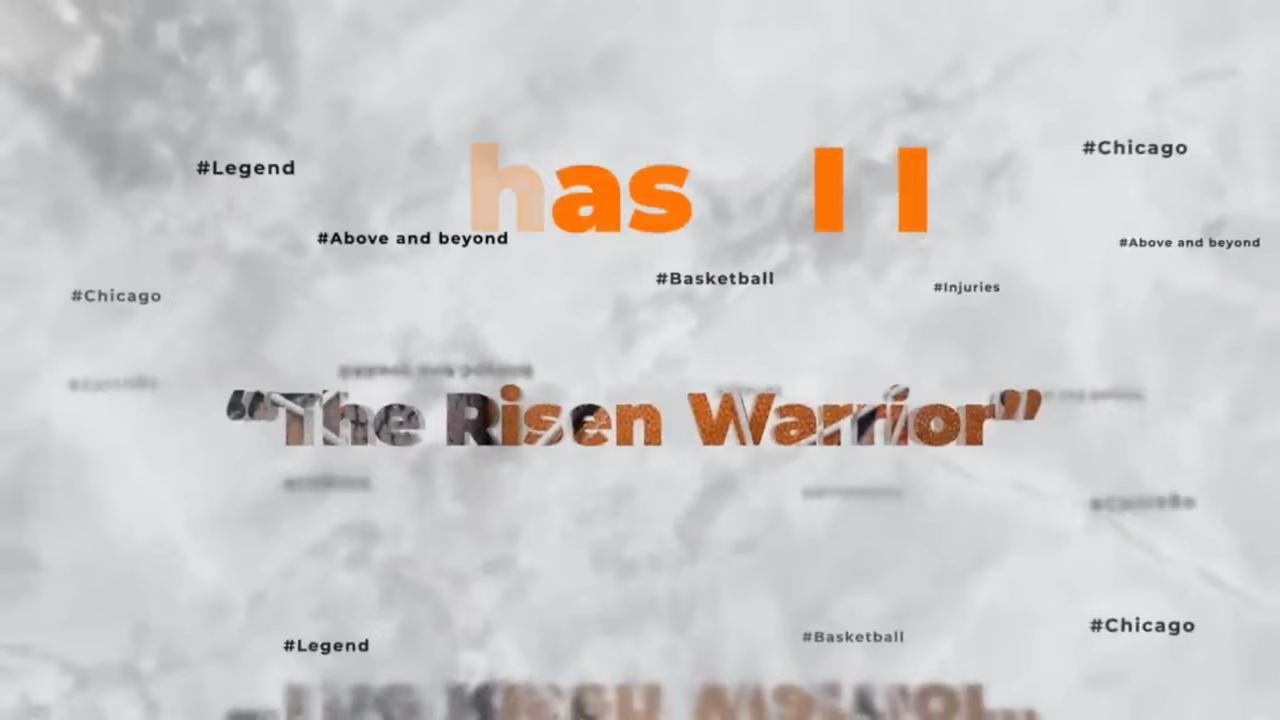 #Chicago
#Legend
has I I
#Above and beyond
#Above and beyond
#Basketball
#Injuries
#Chicago
“The Risen Warrior”
#Chicago
#Basketball
#Legend